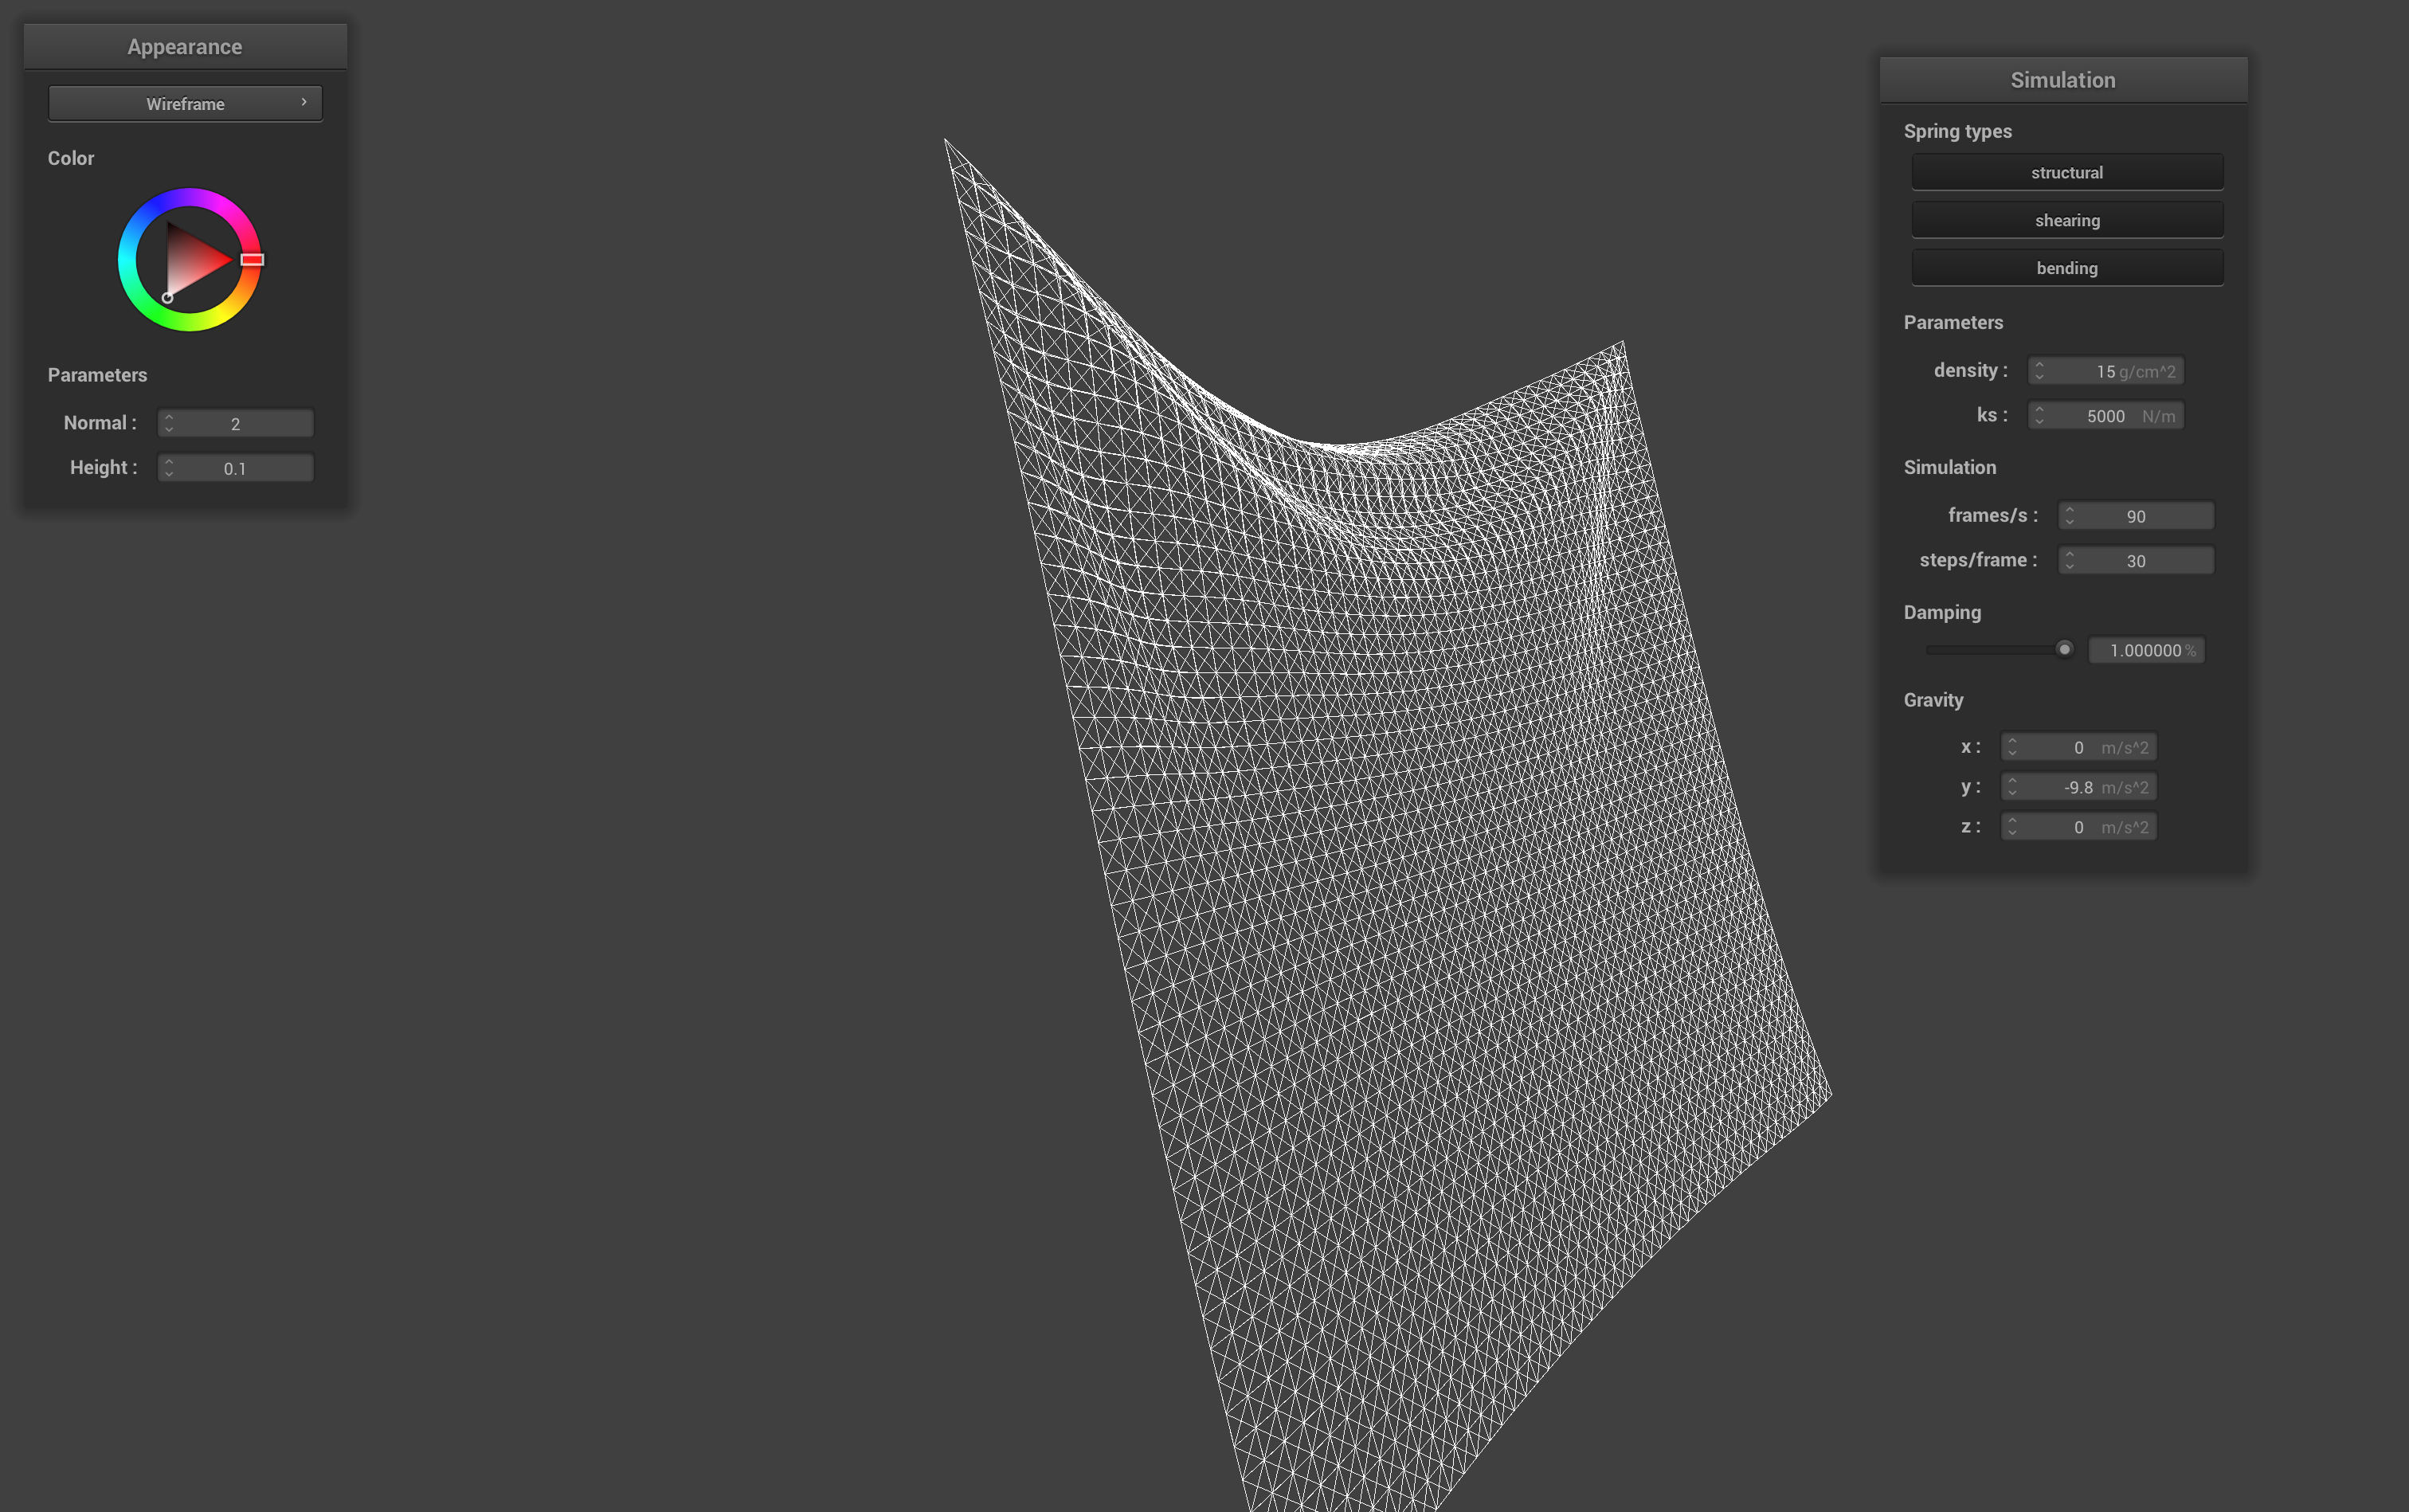 Appearance
Wireframe
Color
Parameters
Normal : 2
Height : 0.1
Simulation
Spring types
structural
shearing
bending
Parameters
density : 15 g/cm^2
ks : 5000 N/m
Simulation
frames/s : 90
steps/frame : 30
Damping
1.000000 %
Gravity
x : 0 m/s^2
y : -9.8 m/s^2
z : 0 m/s^2